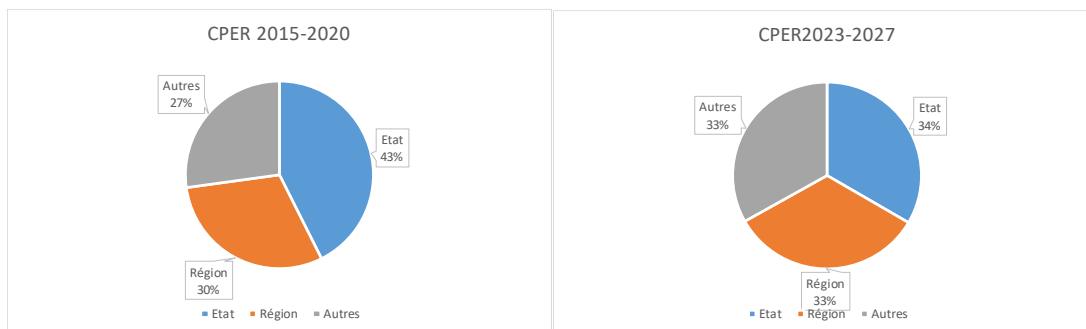 CPER 2015-2020
Autres
27%
Etat
43%
Région
30%
Etat Région Autres
CPER2023-2027
Autres
33%
Etat
34%
Région
33%
Etat Région Autres